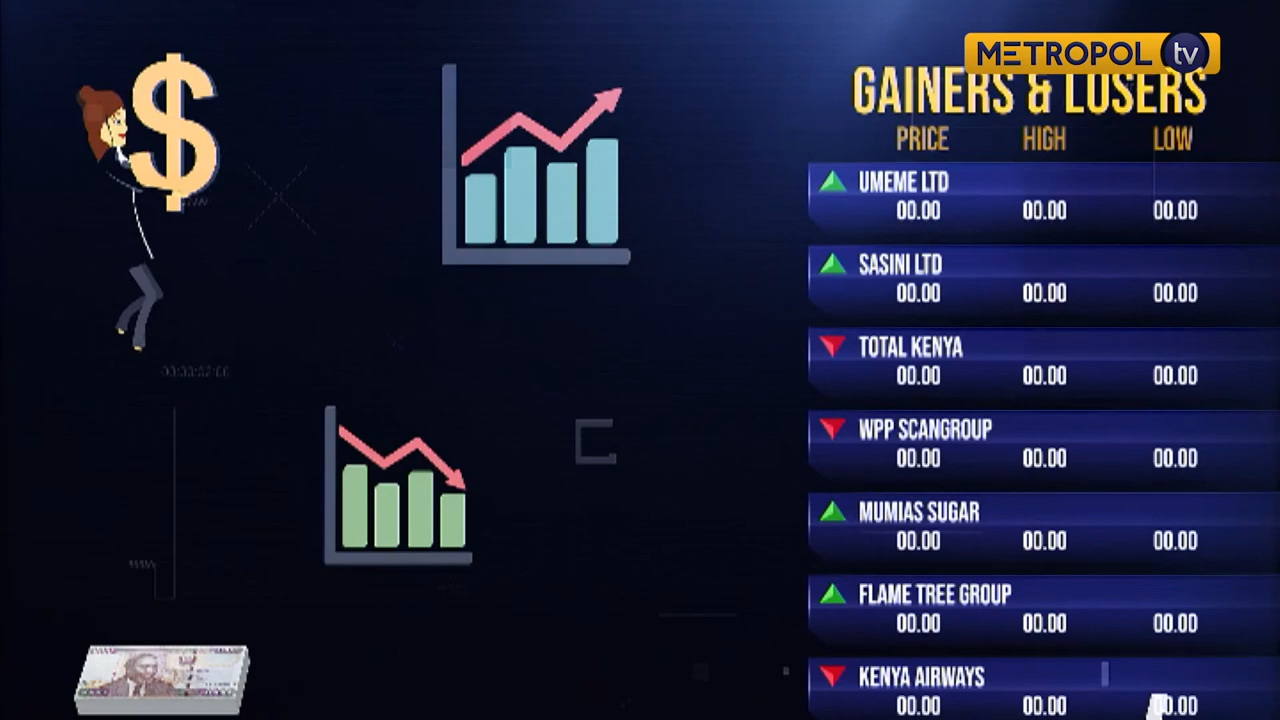 METROPOL tv
GAINERS & LOSERS
PRICE HIGH LOW
UMEME LTD
00.00 00.00 00.00
SASINI LTD
00.00 00.00 00.00
TOTAL KENYA
00.00 00.00 00.00
WPP SCANGROUP
00.00 00.00 00.00
MUMIAS SUGAR
00.00 00.00 00.00
FLAME TREE GROUP
00.00 00.00 00.00
KENYA AIRWAYS
00.00 00.00 00.00